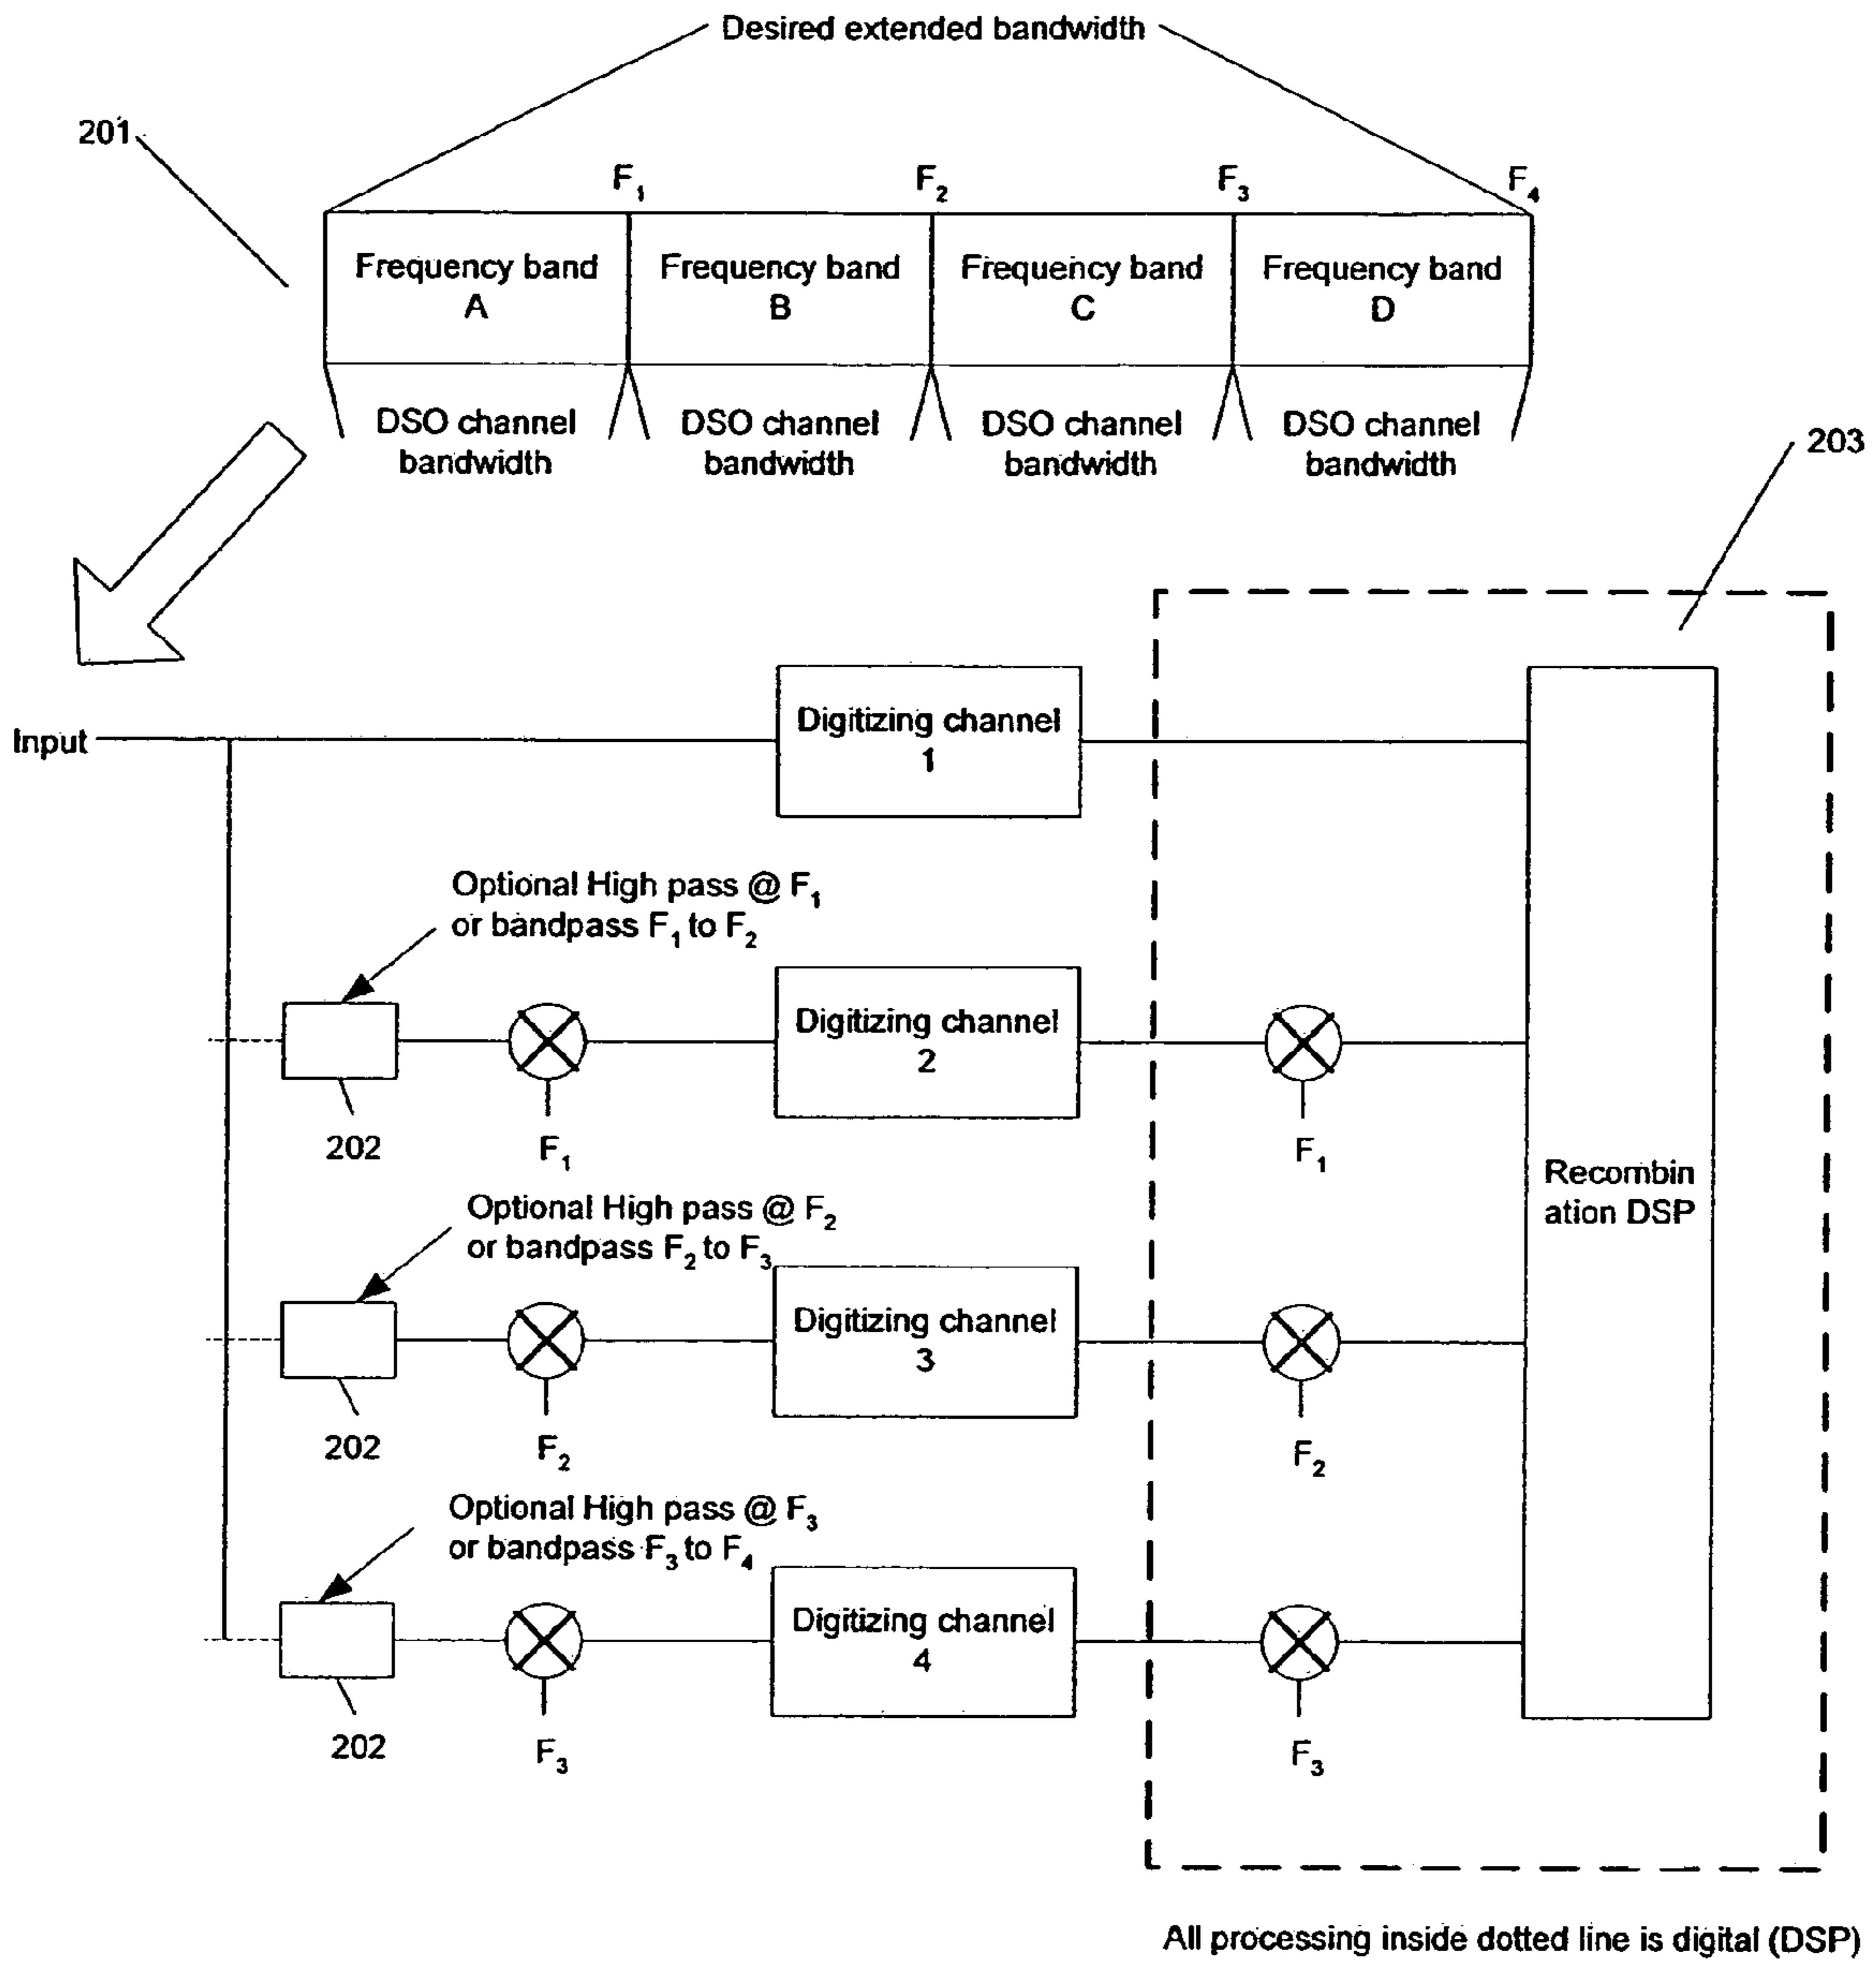 Desired extended bandwidth
201
F1 F2 F3 F4
Frequency band A
Frequency band B
Frequency band C
Frequency band D
DSO channel bandwidth
DSO channel bandwidth
DSO channel bandwidth
DSO channel bandwidth
203
Input
Digitizing channel 1
Optional High pass @ F1
or bandpass F1 to F2
Digitizing channel 2
202
F1
F1
Recombin
ation DSP
Optional High pass @ F2
or bandpass F2 to F3
Digitizing channel 3
202
F2
F2
Optional High pass @ F3
or bandpass F3 to F4
Digitizing channel 4
202
F3
F3
All processing inside dotted line is digital (DSP)